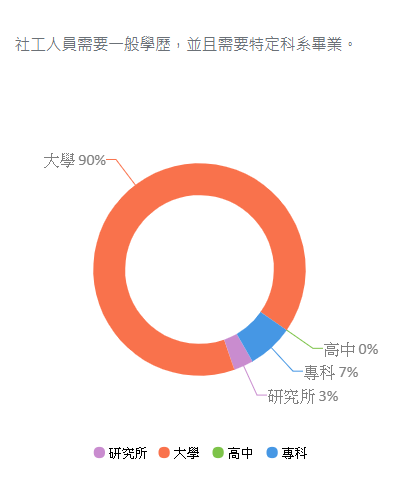 社工人員需要一般學歷，並且需要特定科系畢業。
大學 90%
高中 0%
專科 7%
研究所 3%
研究所 大學 高中 專科